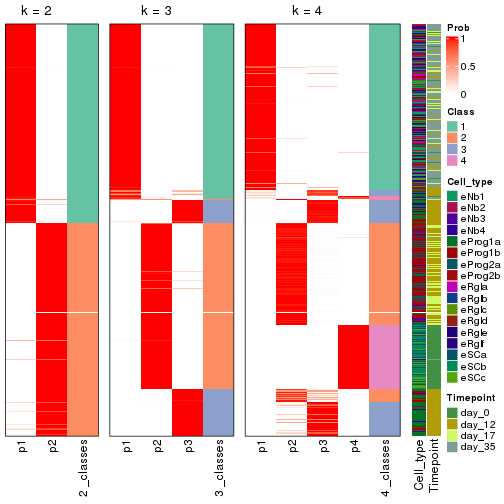 k = 2
k = 3
k = 4
p1
p2
2_classes
p1
p2
p3
3_classes
p1
p2
p3
p4
4_classes
Cell_type
Timepoint
Prob
1
0.5
0
Class
1
2
3
4
Cell_type
eNb1
eNb2
eNb3
eNb4
eProg1a
eProg1b
eProg2a
eProg2b
eRgla
eRglb
eRglc
eRgld
eRgle
eRglf
eSCa
eSCb
eSCc
Timepoint
day_0
day_12
day_17
day_35